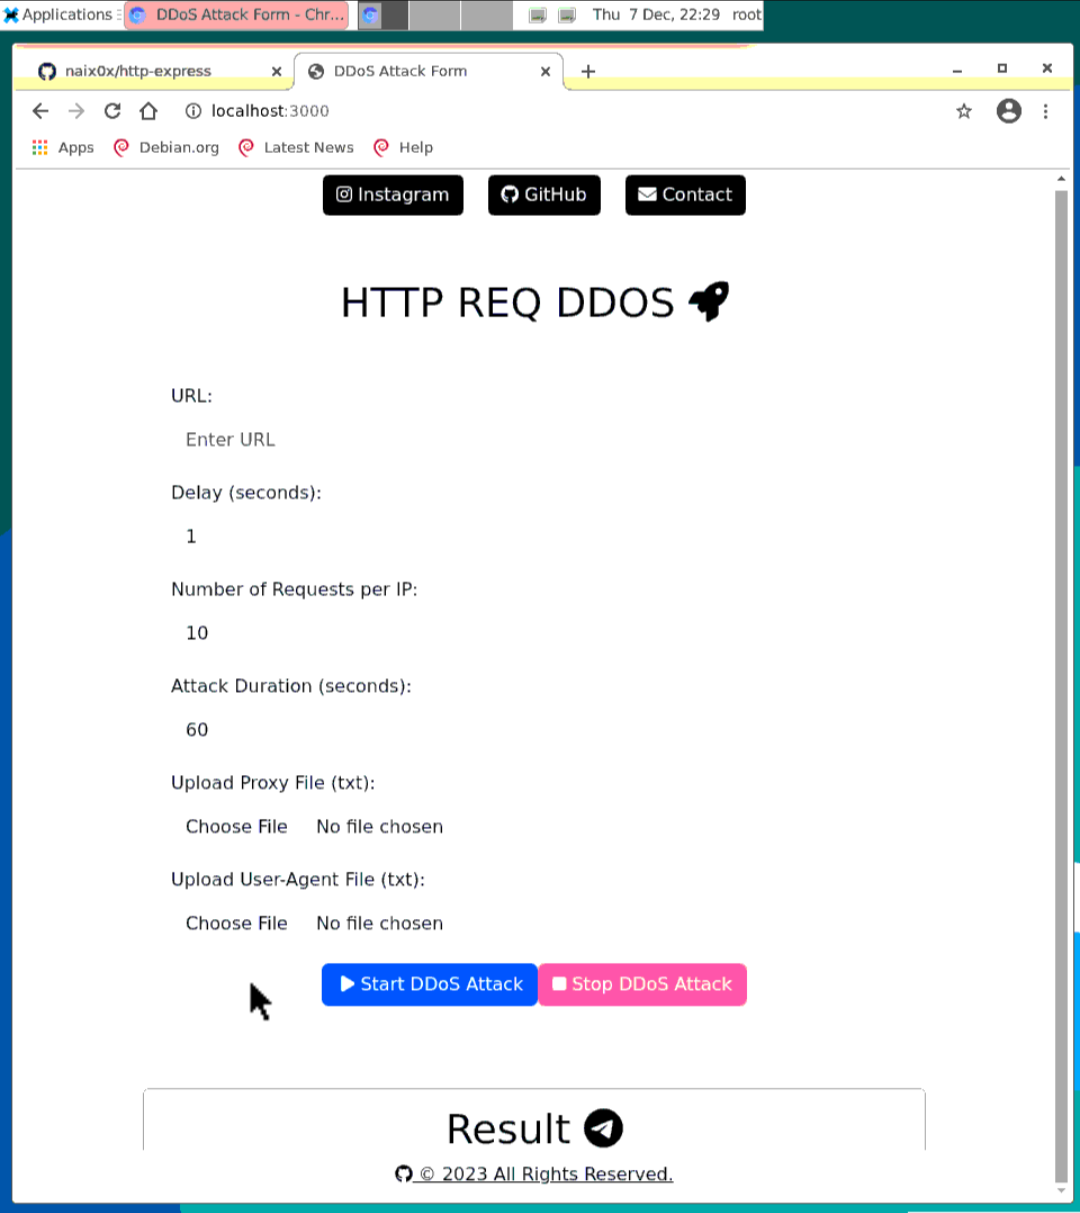 Applications DDoS Attack Form - Chr... Thu 7 Dec, 22:29 root
naix0x/http-express DDoS Attack Form
localhost:3000
Apps Debian.org Latest News Help
Instagram GitHub Contact
HTTP REQ DDOS
URL:
Enter URL
Delay (seconds):
1
Number of Requests per IP:
10
Attack Duration (seconds):
60
Upload Proxy File (txt):
Choose File No file chosen
Upload User-Agent File (txt):
Choose File No file chosen
Start DDoS Attack Stop DDoS Attack
Result
© 2023 All Rights Reserved.